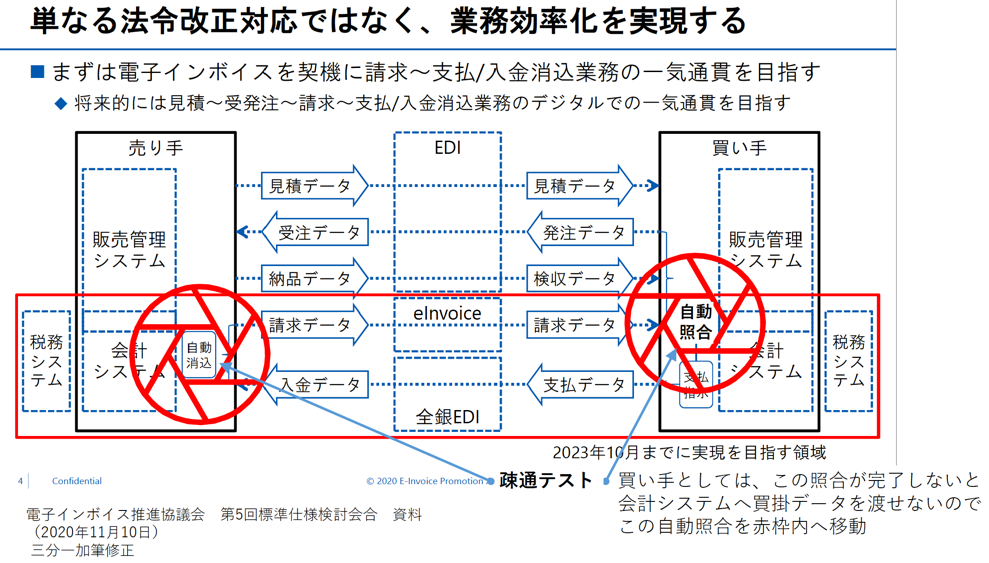 単なる法令改正対応ではなく、業務効率化を実現する
まずは電子インボイスを契機に請求～支払/入金消込業務の一気通貫を目指す
将来的には見積～受発注～請求～支払/入金消込業務のデジタルでの一気通貫を目指す
売り手
EDI
買い手
見積データ
見積データ
受注データ
発注データ
販売管理
システム
販売管理
システム
納品データ
検収データ
eInvoice
自動
照合
請求データ
請求データ
税務
システム
会計
システム
自動
消込
会計
システム
税務
システム
入金データ
支払データ
支払
指示
全銀EDI
2023年10月までに実現を目指す領域
4
Confidential
© 2020 E-Invoice Promotion
疎通テスト
買い手としては、この照合が完了しないと
会計システムへ買掛データを渡せないので
この自動照合を赤枠内へ移動
電子インボイス推進協議会　第5回標準仕様検討会合　資料
（2020年11月10日）
三分一加筆修正